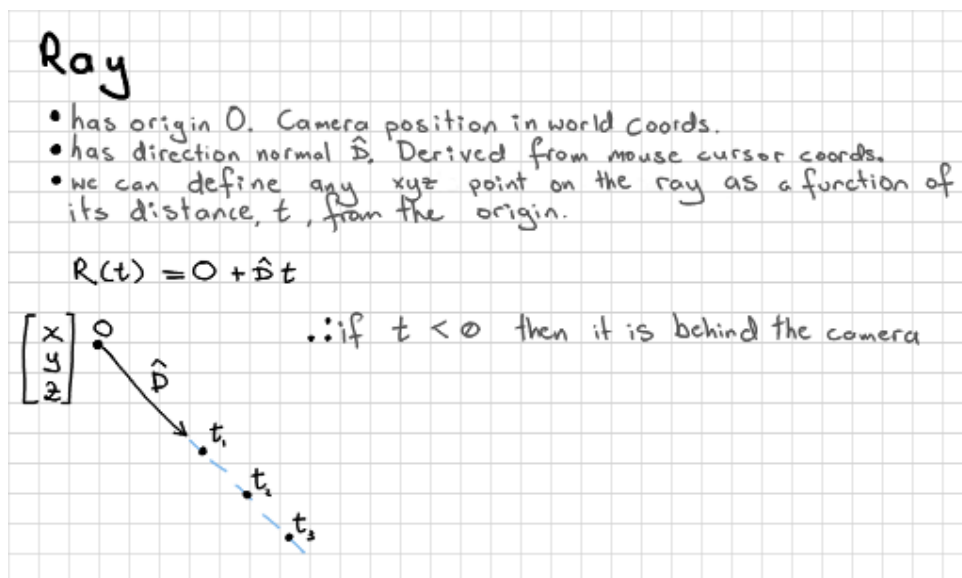 Ray
• has origin O. Camera position in world coords.
• has direction normal D̂. Derived from mouse cursor coords.
• we can define any xyz point on the ray as a function of
its distance, t, from the origin.
R(t) = O + D̂ t
∴ if t < 0 then it is behind the camera
[x
y
z]
O
D̂
t₁
t₂
t₃